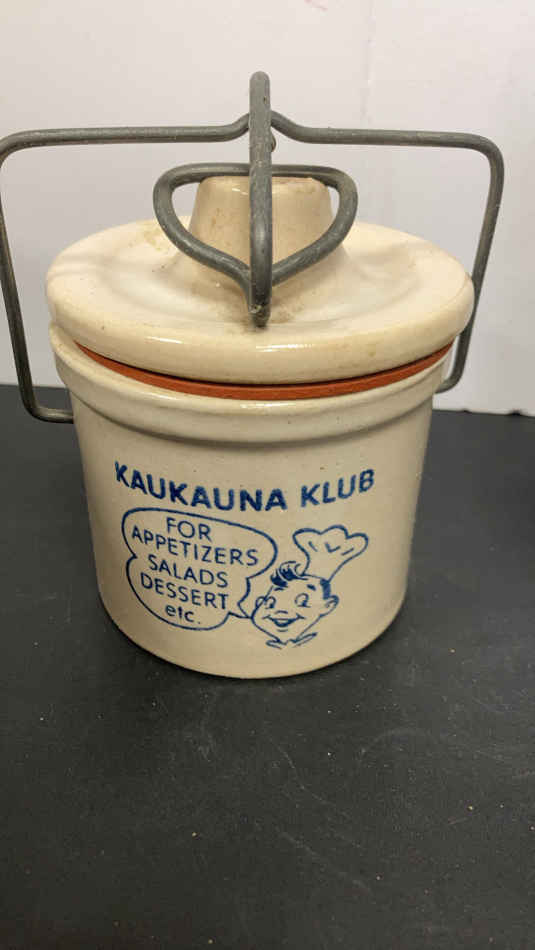 KAUKAUNA KLUB
FOR
APPETIZERS
SALADS
DESSERT
etc.